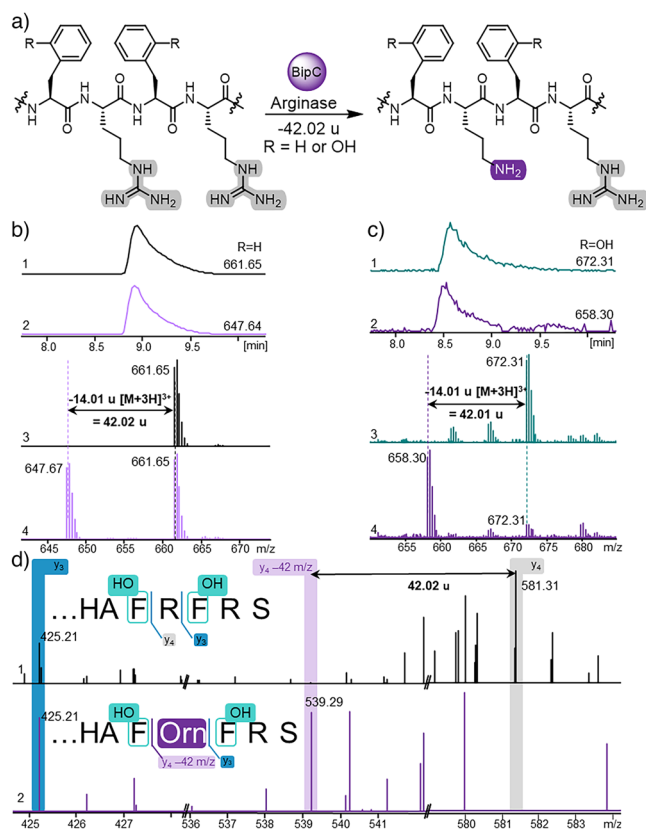 a)
R
R
R
R
H
N
O
N
H
O
H
N
O
N
H
O
BipC
Arginase
-42.02 u
R = H or OH
H
N
O
N
H
O
H
N
O
N
H
O
NH
NH
NH₂
NH
HN
NH₂
HN
NH₂
HN
NH₂
b)
R=H
1
661.65
2
647.64
8.0
8.5
9.0
9.5
[min]
661.65
-14.01 u [M+3H]³⁺
= 42.02 u
3
647.67
661.65
4
645
650
655
660
665
670
m/z
c)
R=OH
1
672.31
2
658.30
8.0
8.5
9.0
9.5
[min]
672.31
-14.01 u [M+3H]³⁺
= 42.01 u
3
658.30
672.31
4
655
660
665
670
675
680
m/z
d)
y₃
y₄ –42 m/z
y₄
42.02 u
581.31
HO
OH
...HA F R F R S
y₄
y₃
425.21
1
425.21
HO
OH
539.29
...HA F Orn F R S
y₄ –42 m/z
y₃
2
425
426
427
536
537
538
539
540
541
580
581
582
583
m/z